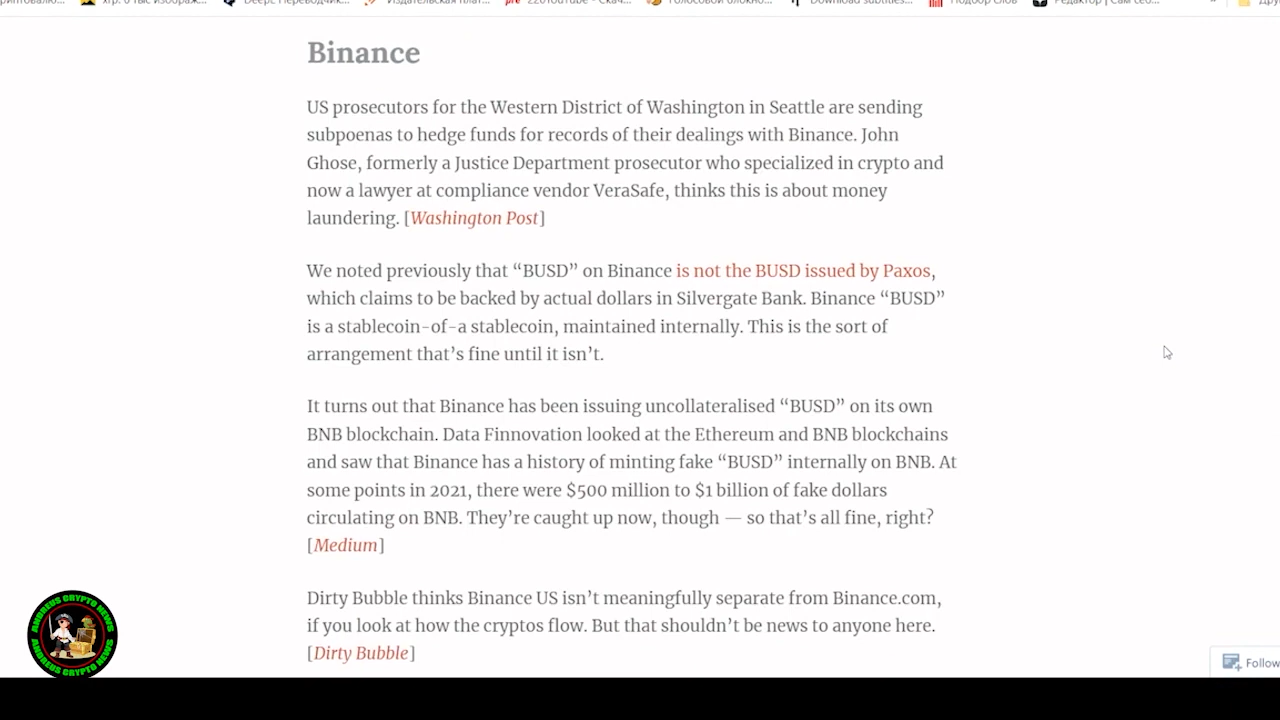 Binance
US prosecutors for the Western District of Washington in Seattle are sending
subpoenas to hedge funds for records of their dealings with Binance. John
Ghose, formerly a Justice Department prosecutor who specialized in crypto and
now a lawyer at compliance vendor VeraSafe, thinks this is about money
laundering. [Washington Post]
We noted previously that “BUSD” on Binance is not the BUSD issued by Paxos,
which claims to be backed by actual dollars in Silvergate Bank. Binance “BUSD”
is a stablecoin-of-a stablecoin, maintained internally. This is the sort of
arrangement that’s fine until it isn’t.
It turns out that Binance has been issuing uncollateralised “BUSD” on its own
BNB blockchain. Data Finnovation looked at the Ethereum and BNB blockchains
and saw that Binance has a history of minting fake “BUSD” internally on BNB. At
some points in 2021, there were $500 million to $1 billion of fake dollars
circulating on BNB. They’re caught up now, though — so that’s all fine, right?
[Medium]
Dirty Bubble thinks Binance US isn’t meaningfully separate from Binance.com,
if you look at how the cryptos flow. But that shouldn’t be news to anyone here.
[Dirty Bubble]
ANDREUS CRYPTO NEWS
ANDREUS CRYPTO NEWS
Follow